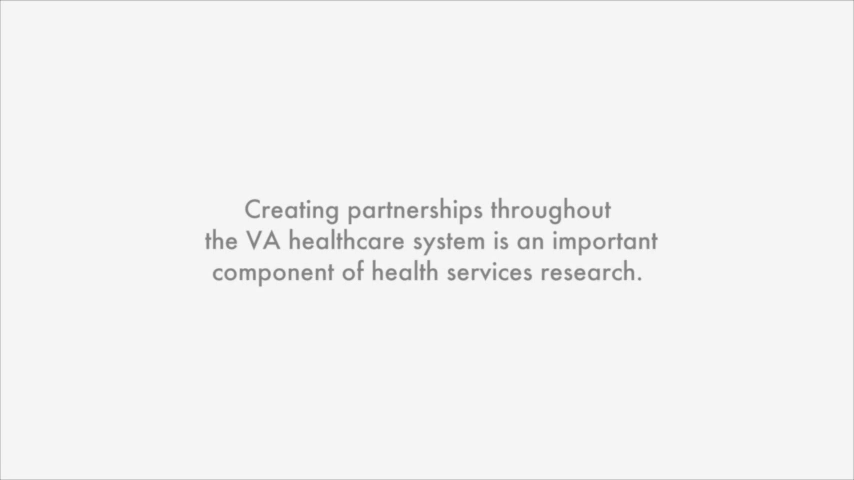 Creating partnerships throughout
the VA healthcare system is an important
component of health services research.